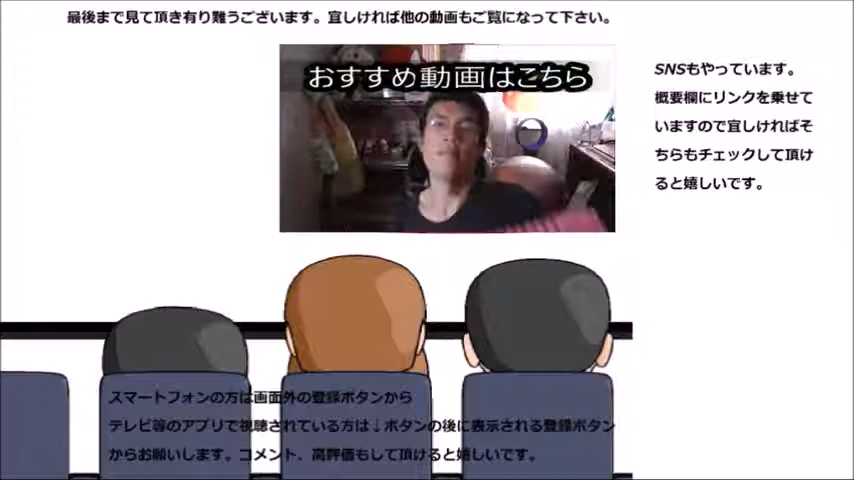 最後まで見て頂き有り難うございます。宜しければ他の動画もご覧になって下さい。
おすすめ動画はこちら
SNSもやっています。
概要欄にリンクを乗せて
いますので宜しければそ
ちらもチェックして頂け
ると嬉しいです。
スマートフォンの方は画面外の登録ボタンから
テレビ等のアプリで視聴されている方は↓ボタンの後に表示される登録ボタン
からお願いします。コメント、高評価もして頂けると嬉しいです。